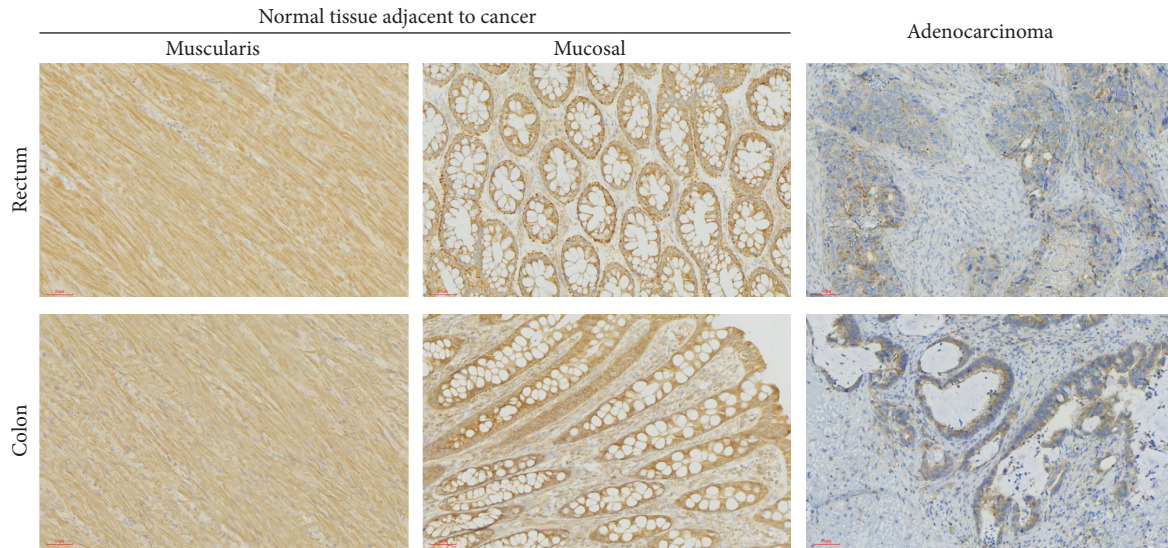 Normal tissue adjacent to cancer
Adenocarcinoma
Muscularis
Mucosal
Rectum
Colon